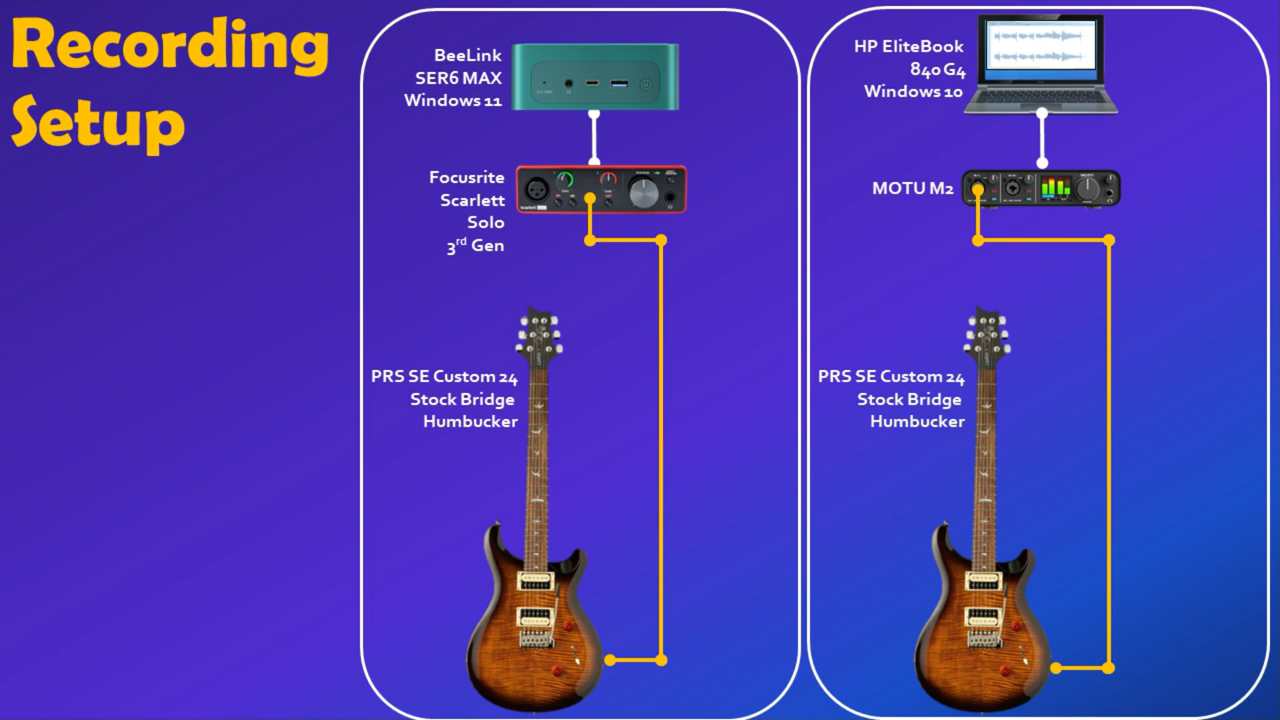 Recording
Setup
BeeLink
SER6 MAX
Windows 11
Focusrite
Scarlett
Solo
3rd Gen
PRS SE Custom 24
Stock Bridge
Humbucker
HP EliteBook
840 G4
Windows 10
MOTU M2
PRS SE Custom 24
Stock Bridge
Humbucker